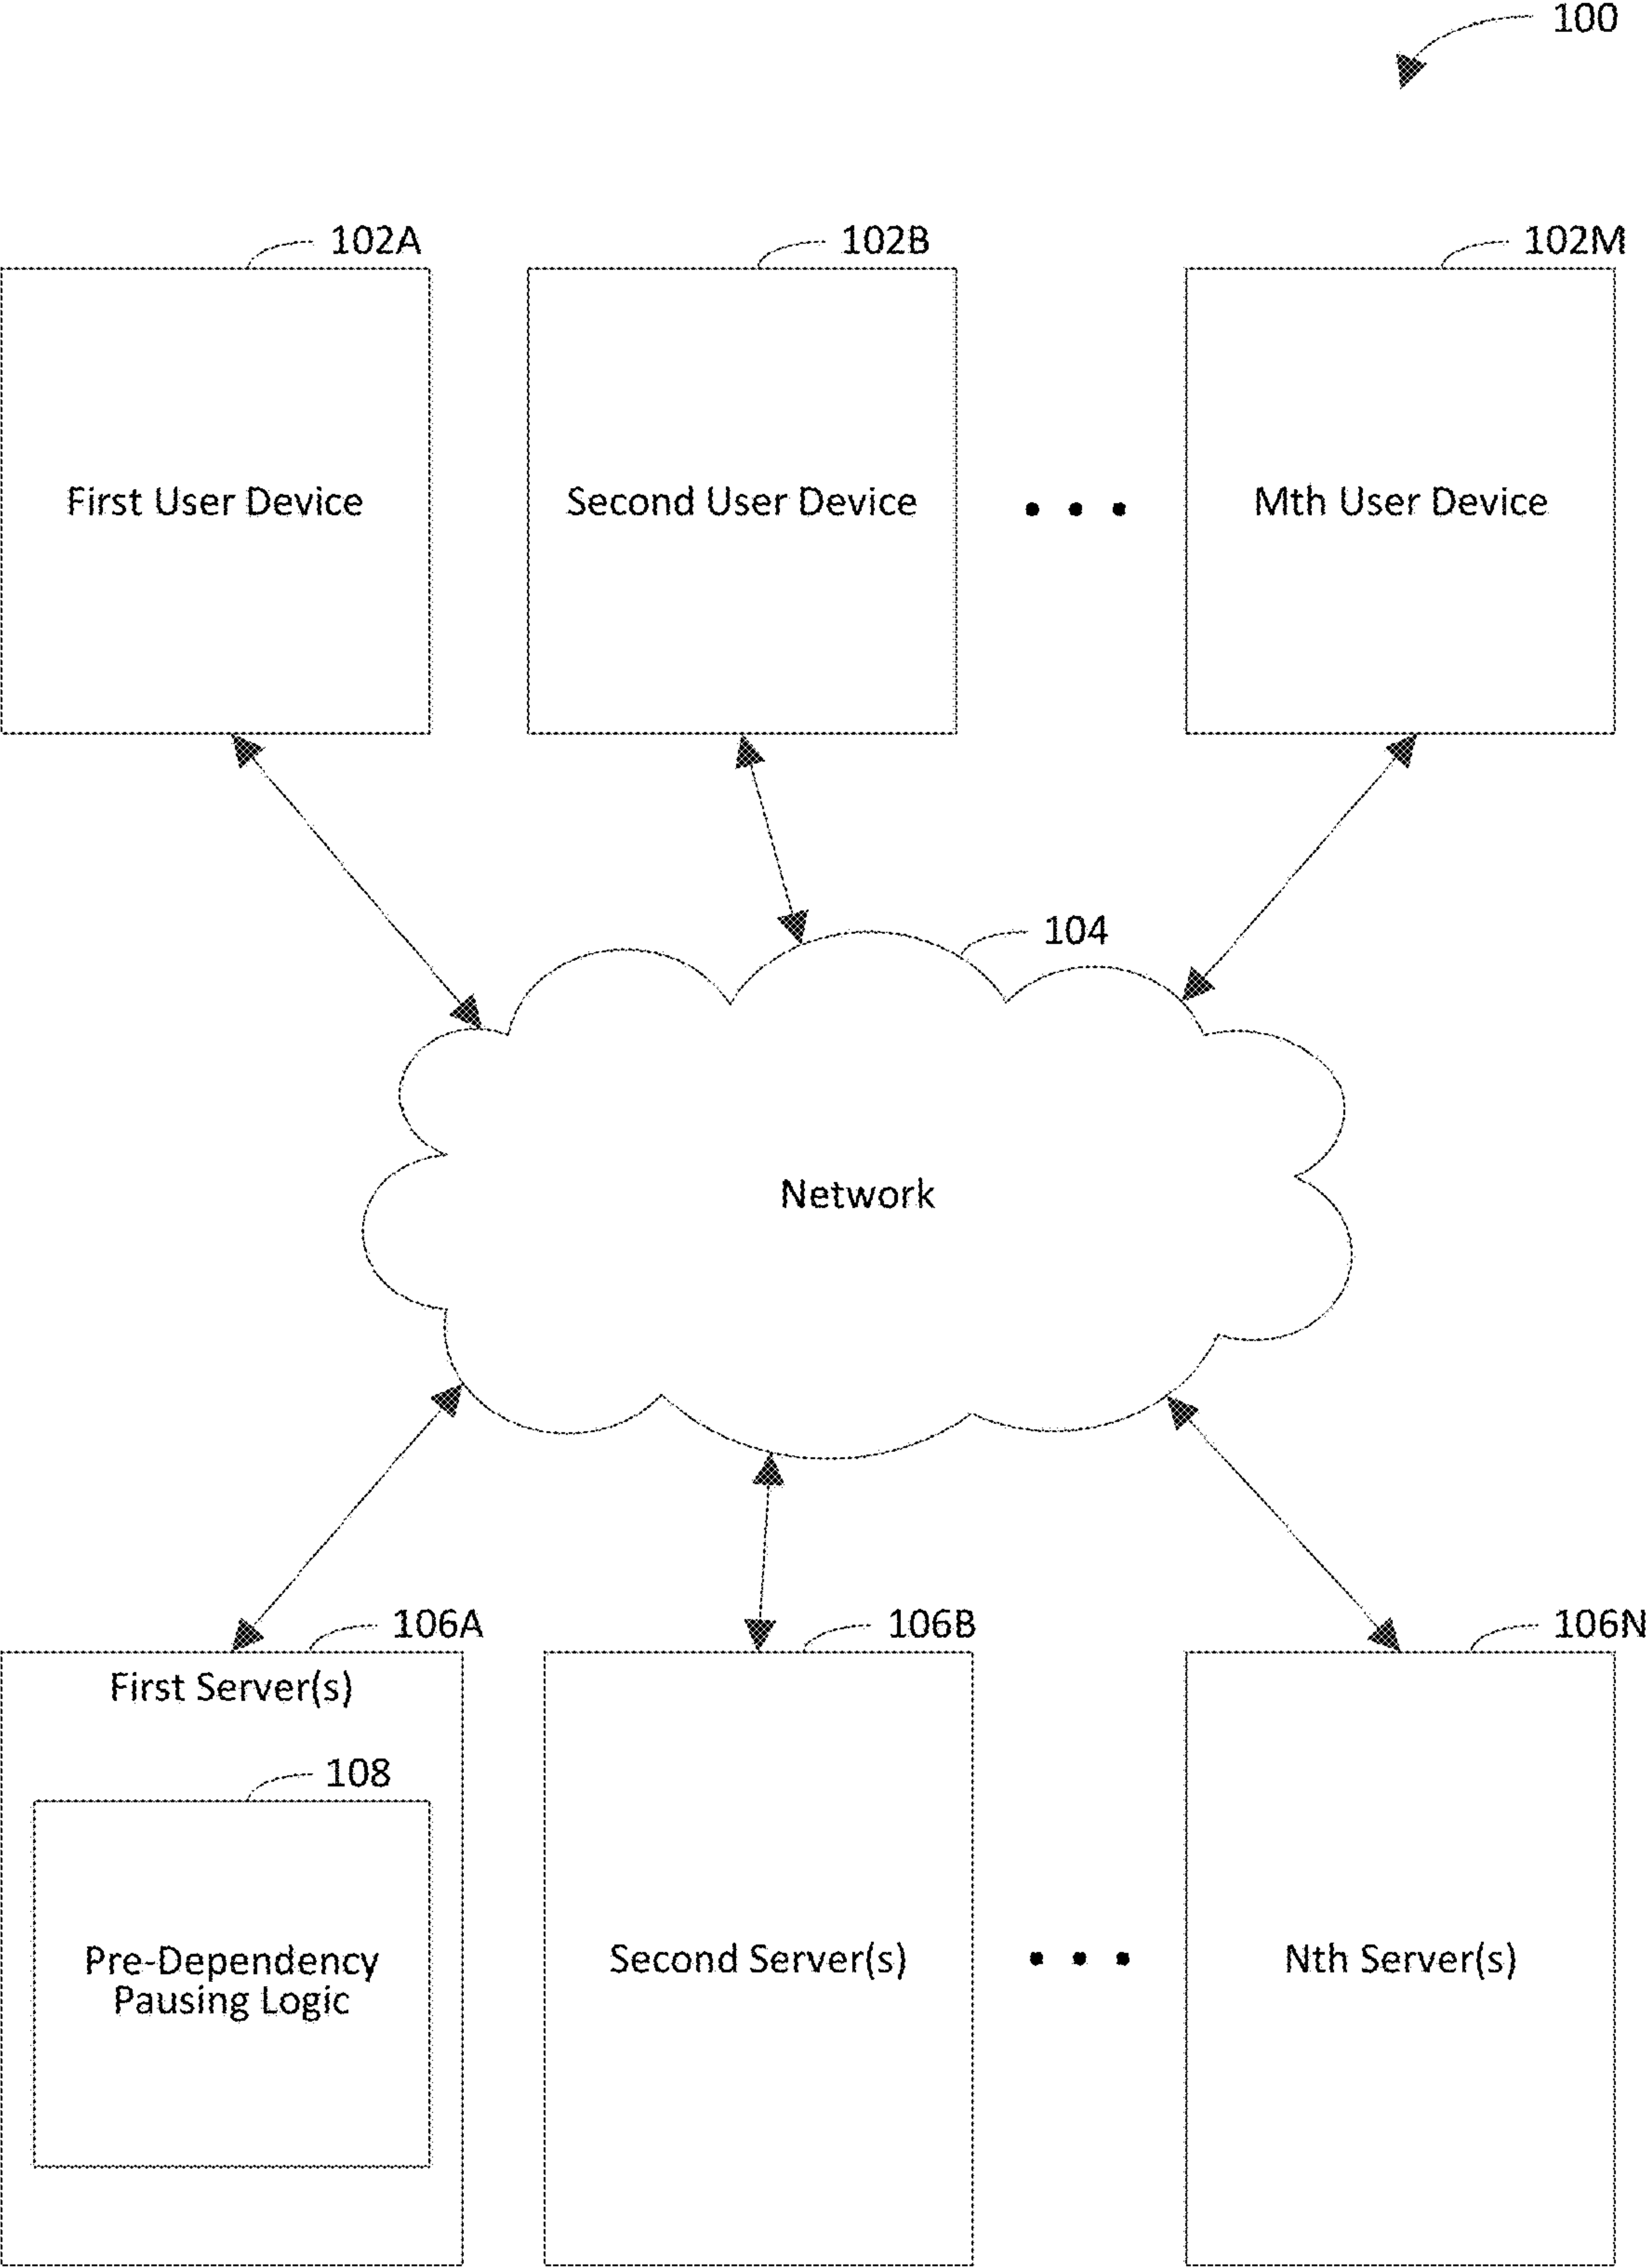 100
102A
102B
102M
First User Device
Second User Device
Mth User Device
104
Network
106A
106B
106N
First Server(s)
108
Pre-Dependency
Pausing Logic
Second Server(s)
Nth Server(s)